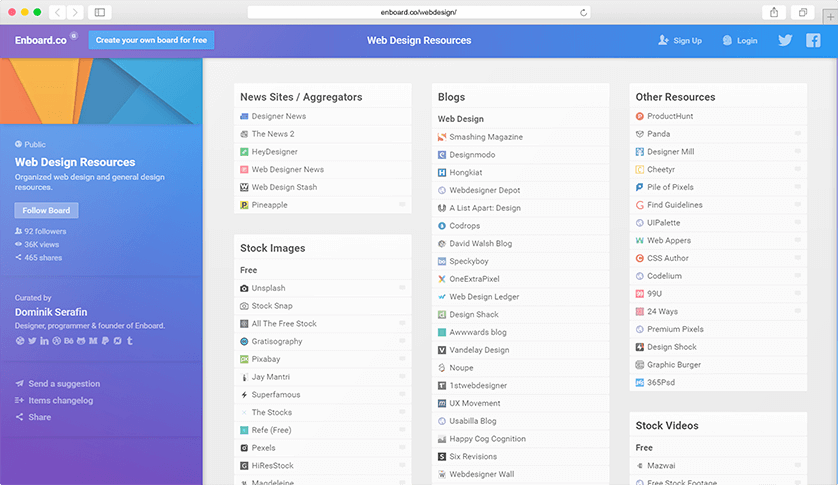 enboard.co/webdesign/
Enboard.co
Create your own board for free
Web Design Resources
Sign Up
Login
Public
Web Design Resources
Organized web design and general design
resources.
Follow Board
92 followers
36K views
465 shares
Curated by
Dominik Serafin
Designer, programmer & founder of Enboard.
Send a suggestion
Items changelog
Share
News Sites / Aggregators
Designer News
The News 2
HeyDesigner
Web Designer News
Web Design Stash
Pineapple
Stock Images
Free
Unsplash
Stock Snap
All The Free Stock
Gratisography
Pixabay
Jay Mantri
Superfamous
The Stocks
Refe (Free)
Pexels
HiResStock
Magdeleine
Blogs
Web Design
Smashing Magazine
Designmodo
Hongkiat
Webdesigner Depot
A List Apart: Design
Codrops
David Walsh Blog
Speckyboy
OneExtraPixel
Web Design Ledger
Design Shack
Awwwards blog
Vandelay Design
Noupe
1stwebdesigner
UX Movement
Usabilla Blog
Happy Cog Cognition
Six Revisions
Webdesigner Wall
Other Resources
ProductHunt
Panda
Designer Mill
Cheetyr
Pile of Pixels
Find Guidelines
UIPalette
Web Appers
CSS Author
Codelium
99U
24 Ways
Premium Pixels
Design Shock
Graphic Burger
365Psd
Stock Videos
Free
Mazwai
Free Stock Footage